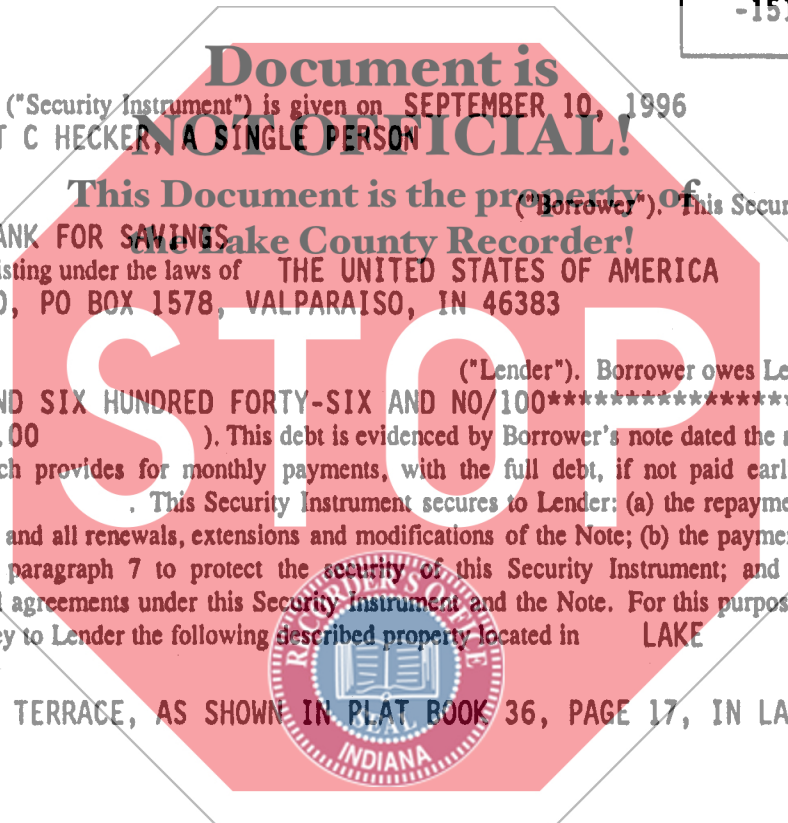 -151
Document is
("Security Instrument") is given on SEPTEMBER 10, 1996
T C HECKER, A SINGLE PERSON
NOT OFFICIAL!
This Document is the property of
("Borrower"). This Secur
ANK FOR SAVINGS
the Lake County Recorder!
isting under the laws of THE UNITED STATES OF AMERICA
0, PO BOX 1578, VALPARAISO, IN 46383
STOP
("Lender"). Borrower owes Le
ND SIX HUNDRED FORTY-SIX AND NO/100*****************
.00 ). This debt is evidenced by Borrower's note dated the s
ch provides for monthly payments, with the full debt, if not paid earl
. This Security Instrument secures to Lender: (a) the repayme
and all renewals, extensions and modifications of the Note; (b) the payme
paragraph 7 to protect the security of this Security Instrument; and
d agreements under this Security Instrument and the Note. For this purpos
ey to Lender the following described property located in LAKE
TERRACE, AS SHOWN IN PLAT BOOK 36, PAGE 17, IN LA
RECORDER'S OFFICE
SEAL
INDIANA